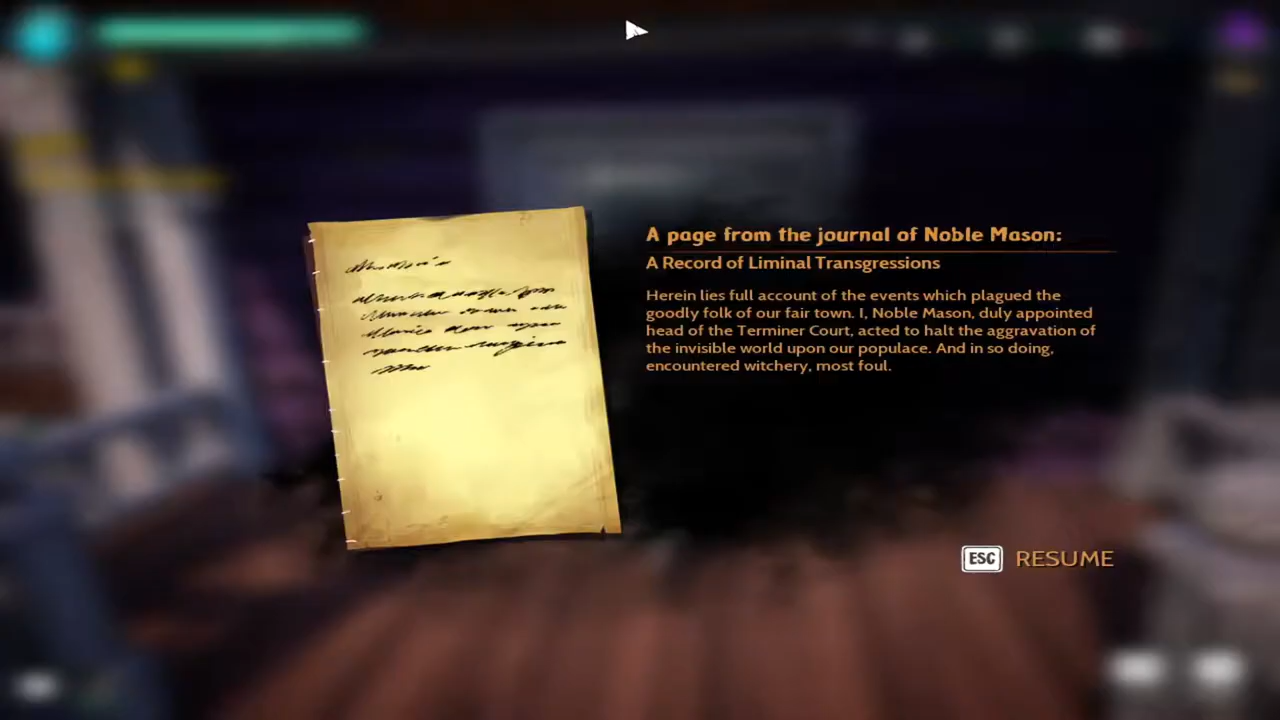 A page from the journal of Noble Mason:
A Record of Liminal Transgressions
Herein lies full account of the events which plagued the
goodly folk of our fair town. I, Noble Mason, duly appointed
head of the Terminer Court, acted to halt the aggravation of
the invisible world upon our populace. And in so doing,
encountered witchery, most foul.
ESC RESUME